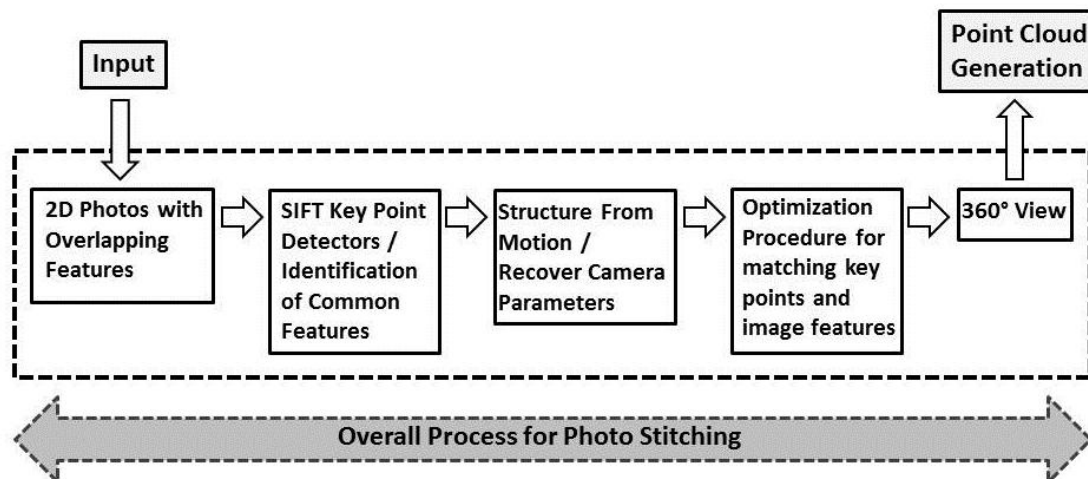 Input
Point Cloud
Generation
2D Photos with
Overlapping
Features
SIFT Key Point
Detectors /
Identification
of Common
Features
Structure From
Motion /
Recover Camera
Parameters
Optimization
Procedure for
matching key
points and
image features
360° View
Overall Process for Photo Stitching